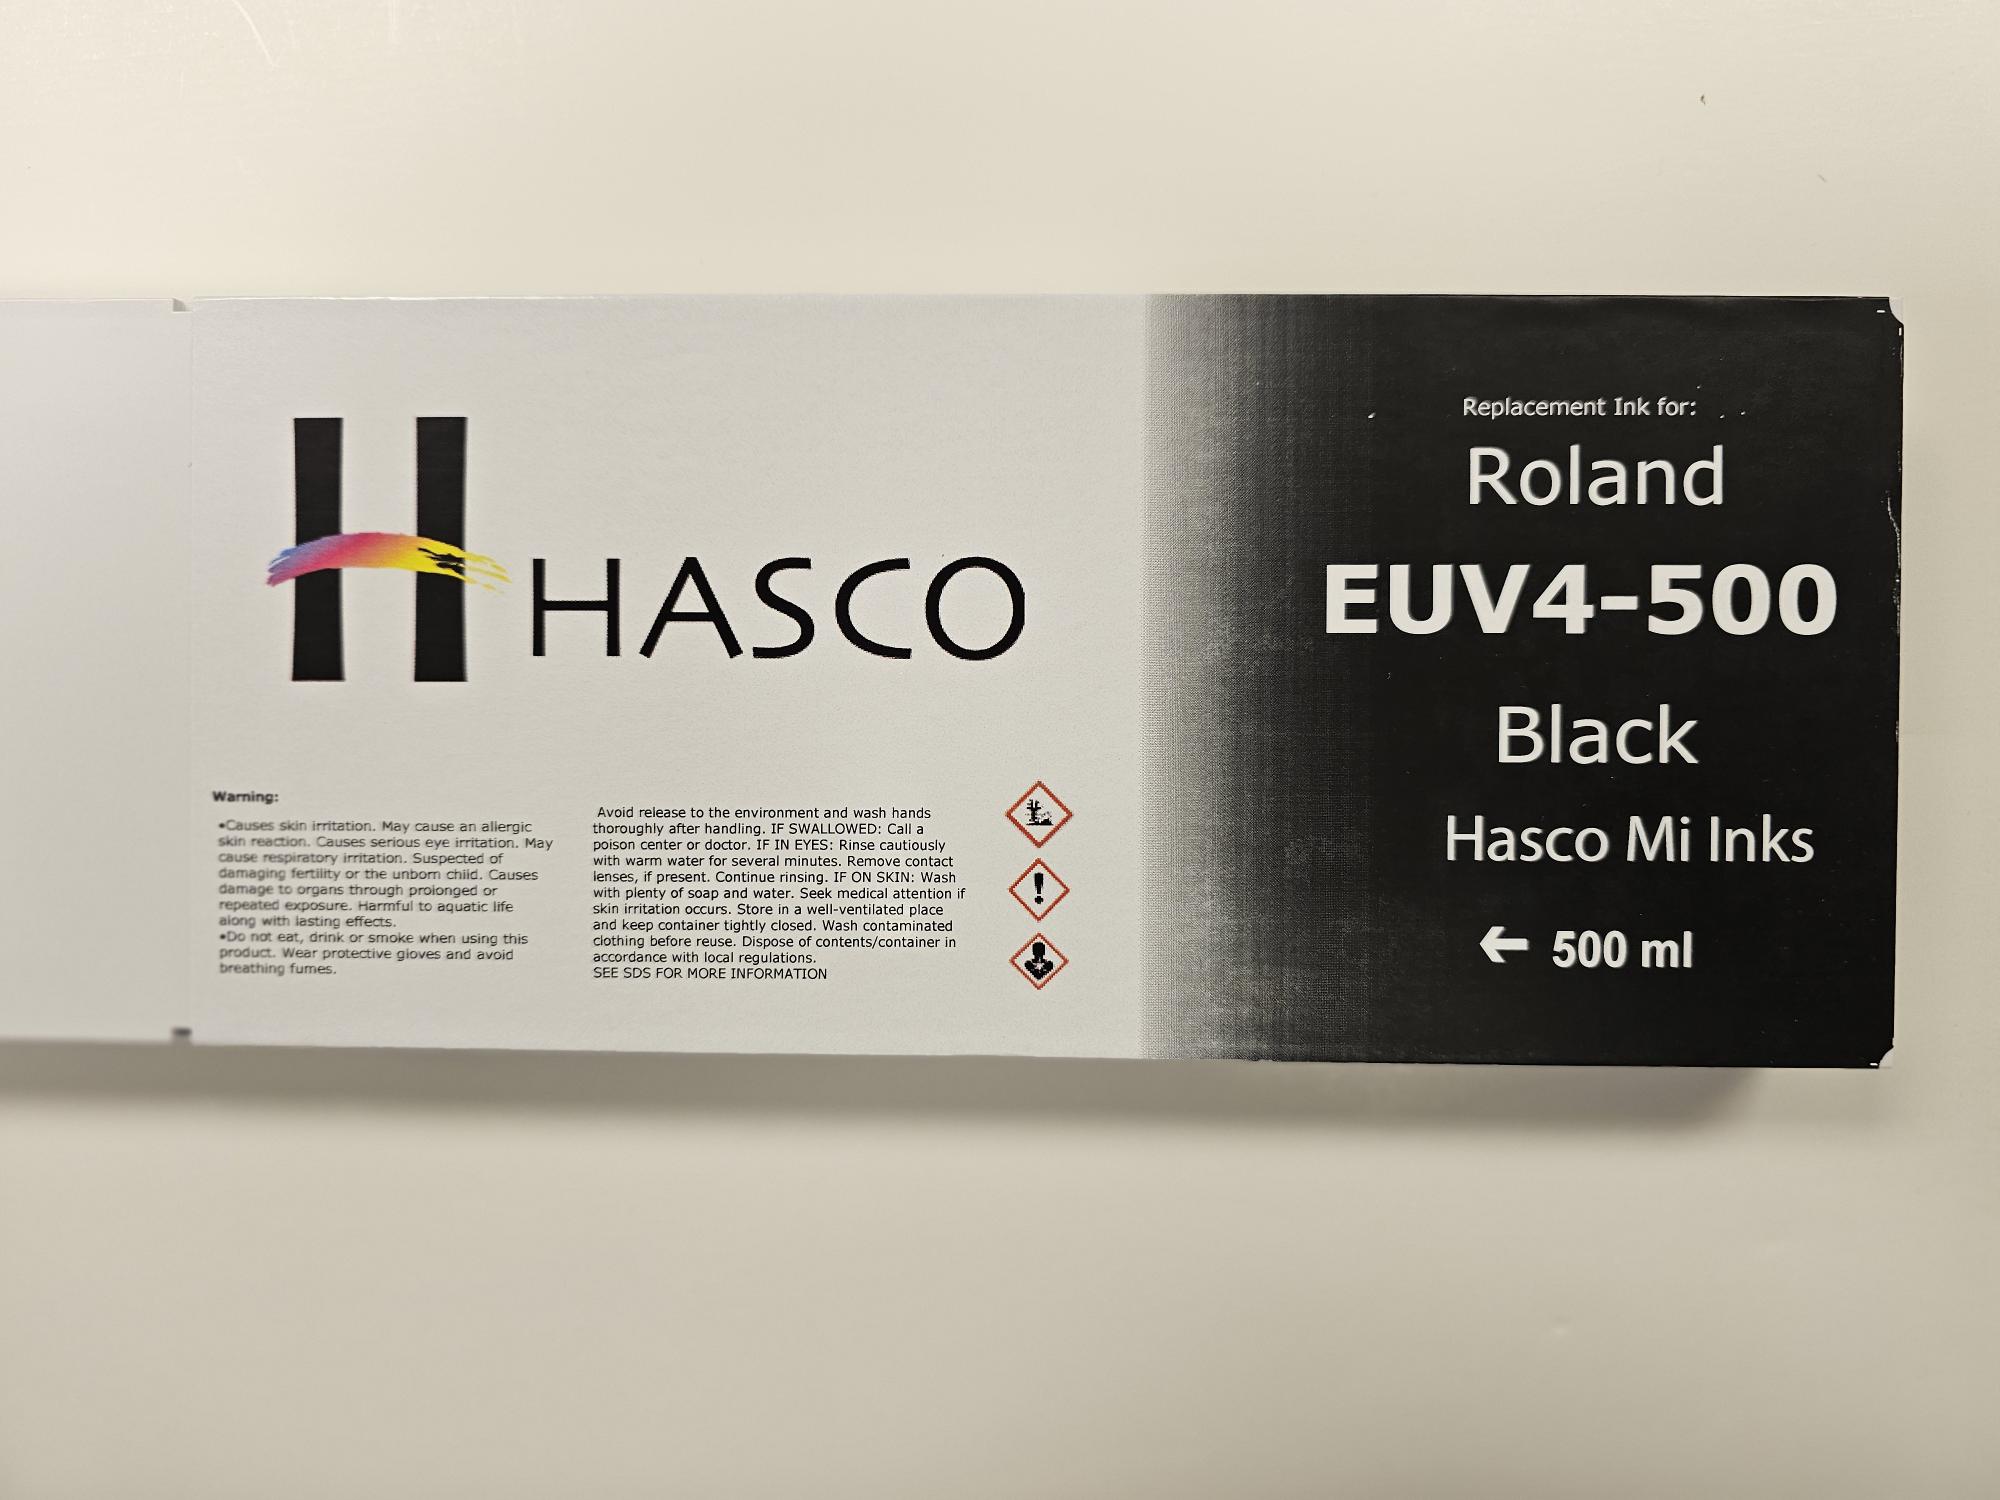 HASCO
Warning:
•Causes skin irritation. May cause an allergic
skin reaction. Causes serious eye irritation. May
cause respiratory irritation. Suspected of
damaging fertility or the unborn child. Causes
damage to organs through prolonged or
repeated exposure. Harmful to aquatic life
along with lasting effects.
•Do not eat, drink or smoke when using this
product. Wear protective gloves and avoid
breathing fumes.
Avoid release to the environment and wash hands
thoroughly after handling. IF SWALLOWED: Call a
poison center or doctor. IF IN EYES: Rinse cautiously
with warm water for several minutes. Remove contact
lenses, if present. Continue rinsing. IF ON SKIN: Wash
with plenty of soap and water. Seek medical attention if
skin irritation occurs. Store in a well-ventilated place
and keep container tightly closed. Wash contaminated
clothing before reuse. Dispose of contents/container in
accordance with local regulations.
SEE SDS FOR MORE INFORMATION
Replacement Ink for:
Roland
EUV4-500
Black
Hasco Mi Inks
← 500 ml